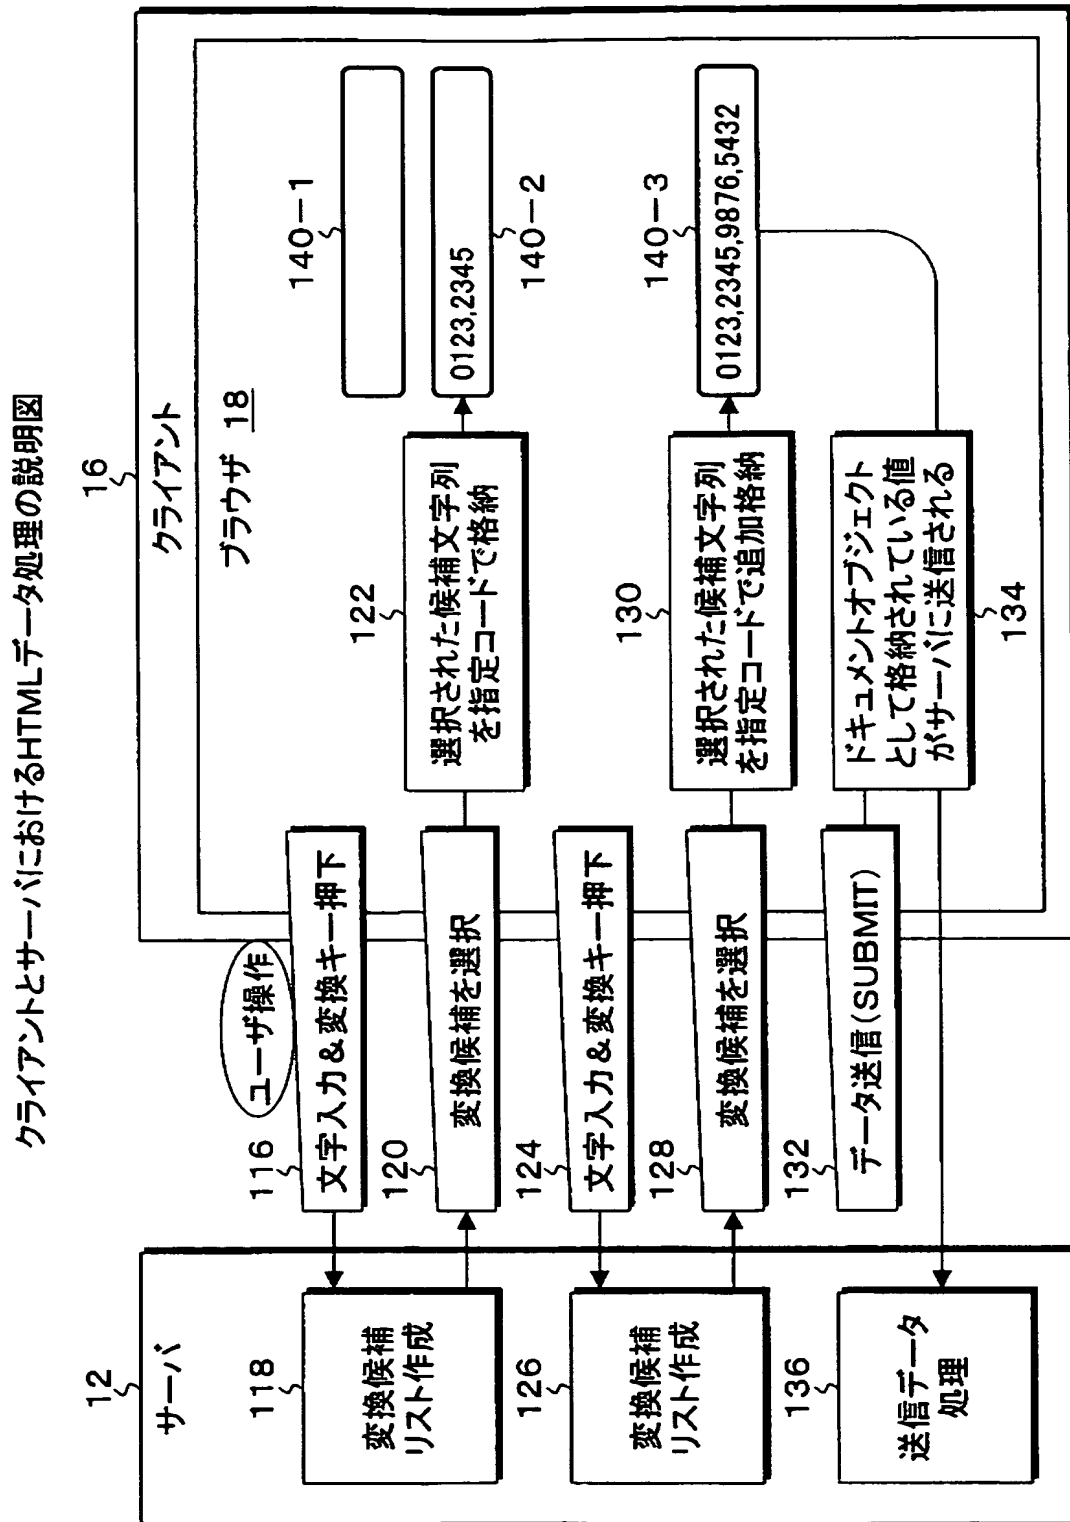 クライアントとサーバにおけるHTMLデータ処理の説明図
12
サーバ
16
クライアント
ブラウザ 18
ユーザ操作
116
文字入力&変換キー押下
118
変換候補
リスト作成
120
変換候補を選択
122
選択された候補文字列
を指定コードで格納
140-1
0123,2345
140-2
124
文字入力&変換キー押下
126
変換候補
リスト作成
128
変換候補を選択
130
選択された候補文字列
を指定コードで追加格納
140-3
0123,2345,9876,5432
132
データ送信(SUBMIT)
ドキュメントオブジェクト
として格納されている値
がサーバに送信される
134
136
送信データ
処理